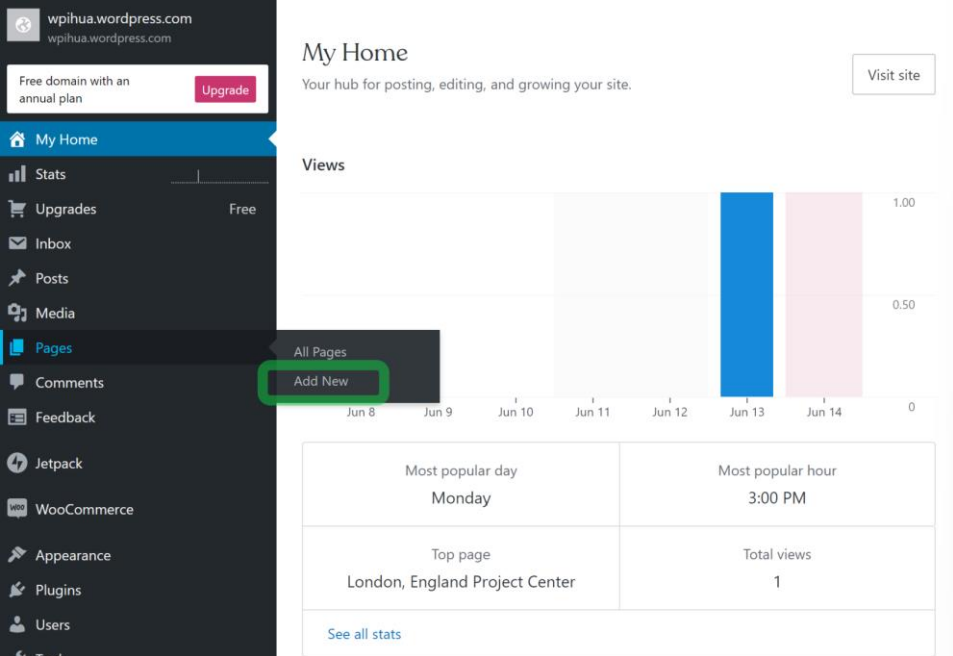 wpihua.wordpress.com
wpihua.wordpress.com
Free domain with an
annual plan
Upgrade
My Home
Stats
Upgrades
Free
Inbox
Posts
Media
Pages
Comments
Feedback
Jetpack
WOO
WooCommerce
Appearance
Plugins
Users
All Pages
Add New
My Home
Your hub for posting, editing, and growing your site.
Visit site
Views
1.00
0.50
0
Jun 8
Jun 9
Jun 10
Jun 11
Jun 12
Jun 13
Jun 14
Most popular day
Monday
Most popular hour
3:00 PM
Top page
London, England Project Center
Total views
1
See all stats